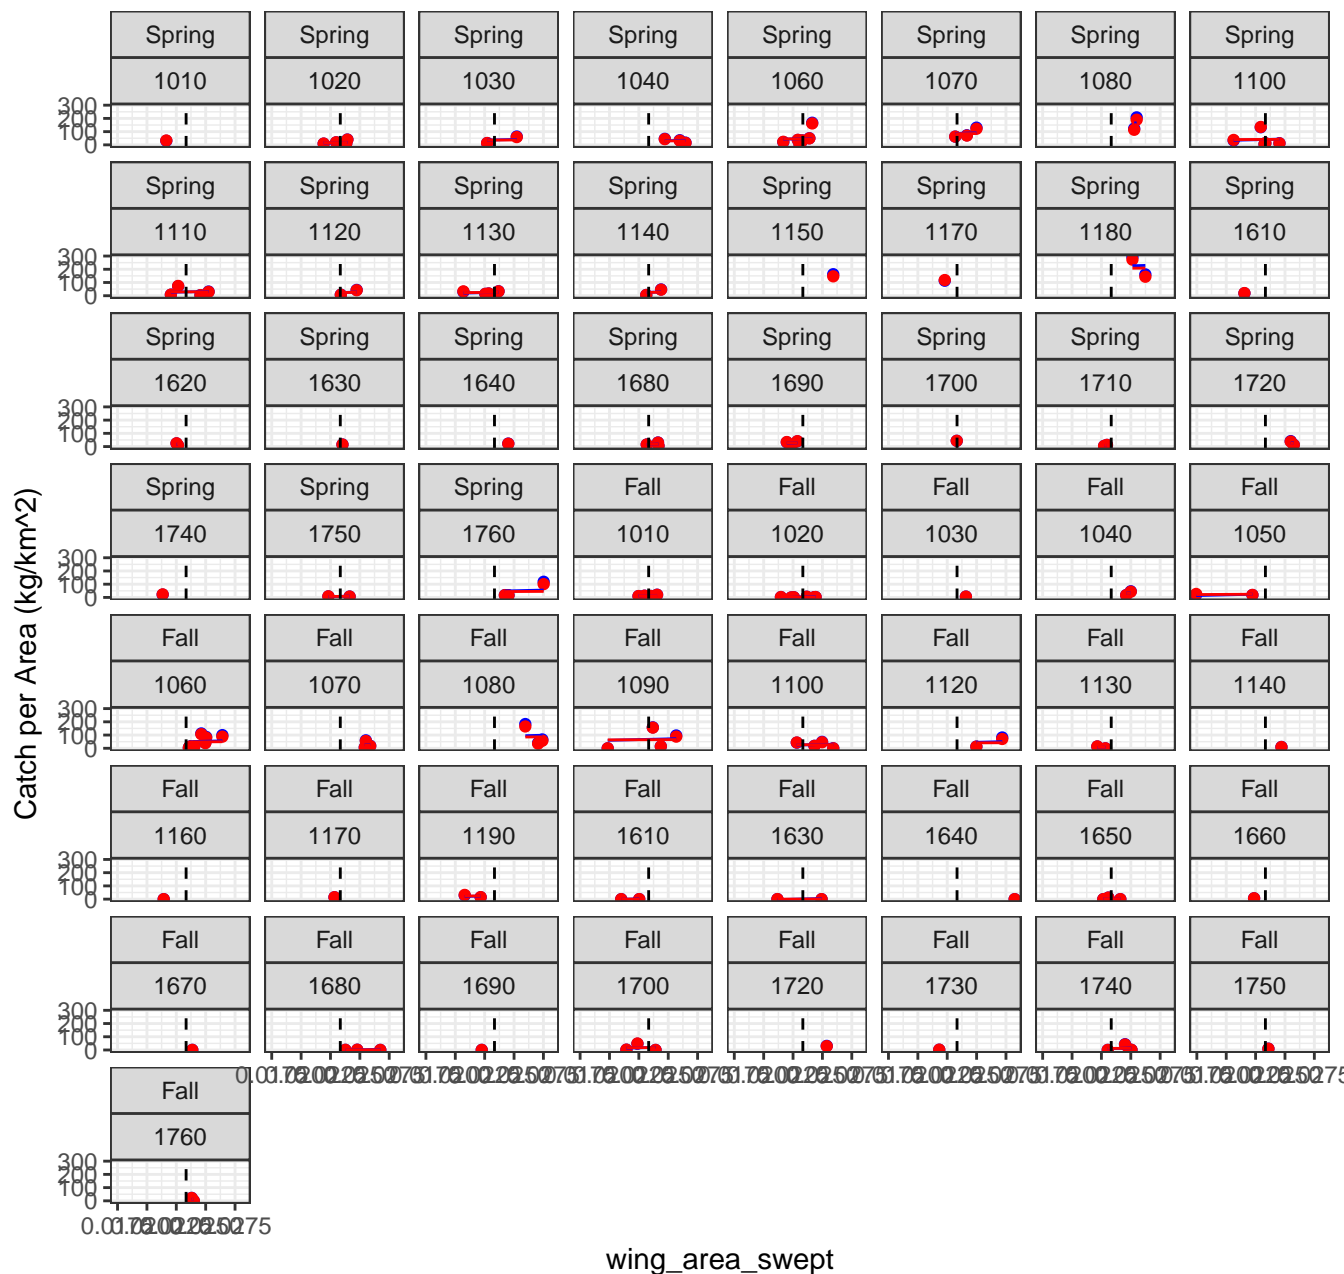 Spring Spring Spring Spring Spring Spring Spring Spring
1010 1020 1030 1040 1060 1070 1080 1100
300
200
100
0
Spring Spring Spring Spring Spring Spring Spring Spring
1110 1120 1130 1140 1150 1170 1180 1610
300
200
100
0
Spring Spring Spring Spring Spring Spring Spring Spring
1620 1630 1640 1680 1690 1700 1710 1720
300
200
100
0
Spring Spring Spring Fall Fall Fall Fall Fall
1740 1750 1760 1010 1020 1030 1040 1050
300
200
100
0
Catch per Area (kg/km^2)
Fall Fall Fall Fall Fall Fall Fall Fall
1060 1070 1080 1090 1100 1120 1130 1140
300
200
100
0
Fall Fall Fall Fall Fall Fall Fall Fall
1160 1170 1190 1610 1630 1640 1650 1660
300
200
100
0
Fall Fall Fall Fall Fall Fall Fall Fall
1670 1680 1690 1700 1720 1730 1740 1750
300
200
100
0
Fall
1760
300
200
100
0
wing_area_swept